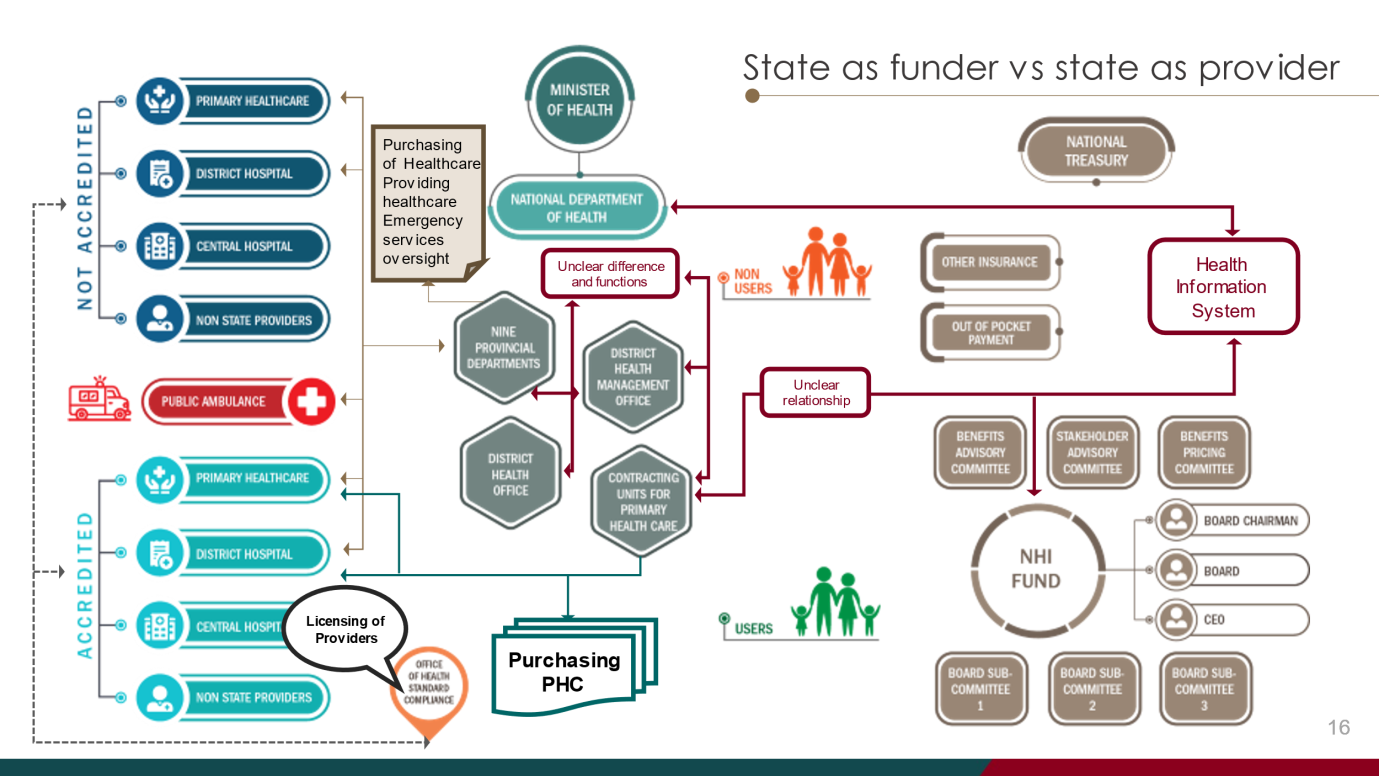 State as funder vs state as provider
MINISTER
OF HEALTH
NATIONAL DEPARTMENT
OF HEALTH
NATIONAL
TREASURY
NOT ACCREDITED
PRIMARY HEALTHCARE
DISTRICT HOSPITAL
CENTRAL HOSPITAL
NON STATE PROVIDERS
Purchasing
of Healthcare
Providing
healthcare
Emergency
services
oversight
Unclear difference
and functions
NON
USERS
OTHER INSURANCE
OUT OF POCKET
PAYMENT
Health
Information
System
NINE
PROVINCIAL
DEPARTMENTS
DISTRICT
HEALTH
MANAGEMENT
OFFICE
Unclear
relationship
PUBLIC AMBULANCE
DISTRICT
HEALTH
OFFICE
CONTRACTING
UNITS FOR
PRIMARY
HEALTH CARE
BENEFITS
ADVISORY
COMMITTEE
STAKEHOLDER
ADVISORY
COMMITTEE
BENEFITS
PRICING
COMMITTEE
ACCREDITED
PRIMARY HEALTHCARE
DISTRICT HOSPITAL
CENTRAL HOSPIT
NON STATE PROVIDERS
Licensing of
Providers
OFFICE
OF HEALTH
STANDARD
COMPLIANCE
Purchasing
PHC
USERS
NHI
FUND
BOARD CHAIRMAN
BOARD
CEO
BOARD SUB-
COMMITTEE
1
BOARD SUB-
COMMITTEE
2
BOARD SUB-
COMMITTEE
3
16